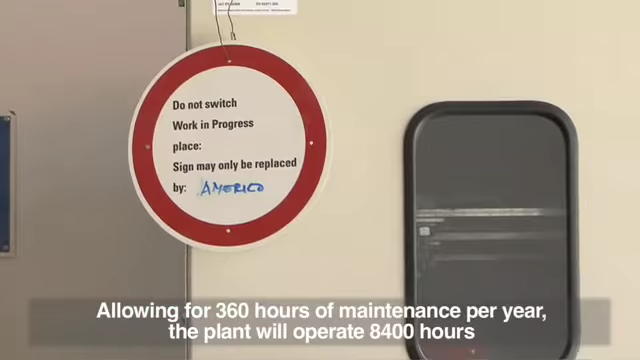 Do not switch
Work in Progress
place:
Sign may only be replaced
by: AMERICO
Allowing for 360 hours of maintenance per year,
the plant will operate 8400 hours